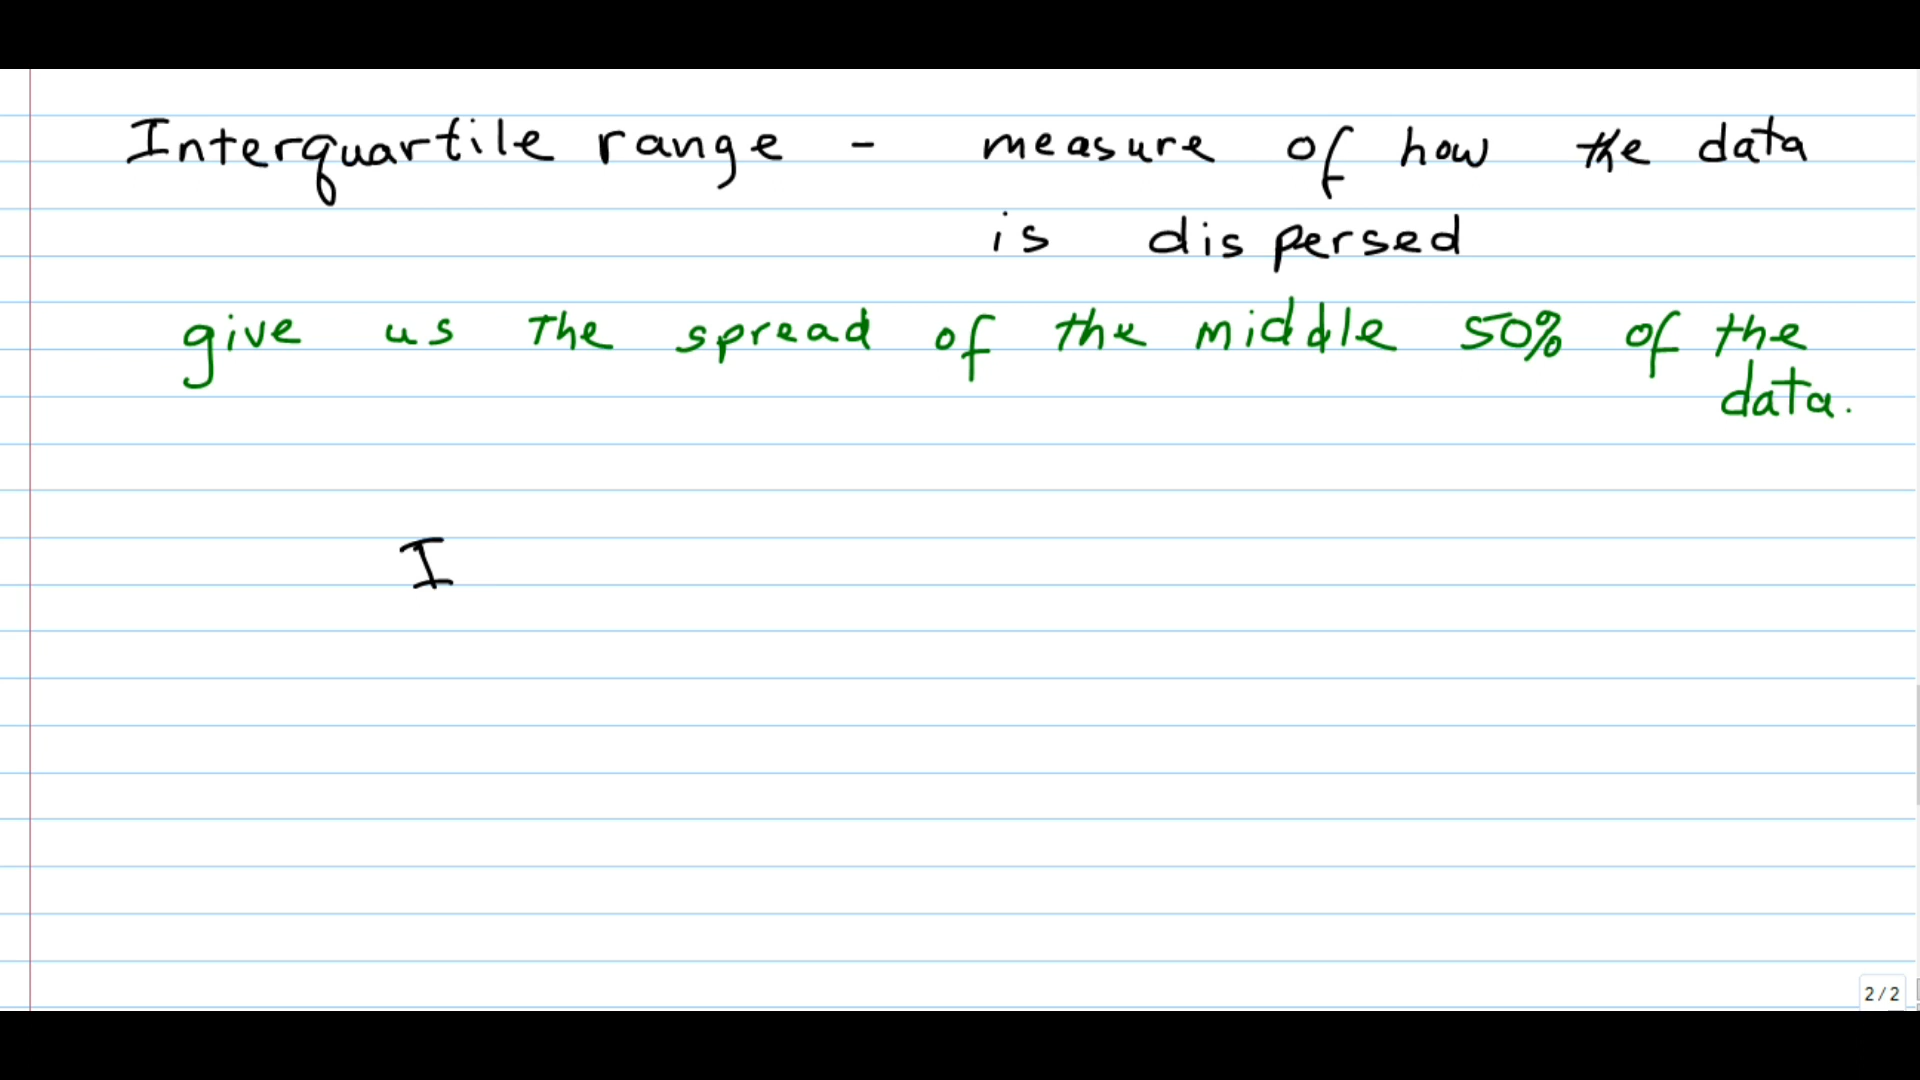 Interquartile range - measure of how the data
is dispersed
give us the spread of the middle 50% of the
data.
I
2/2